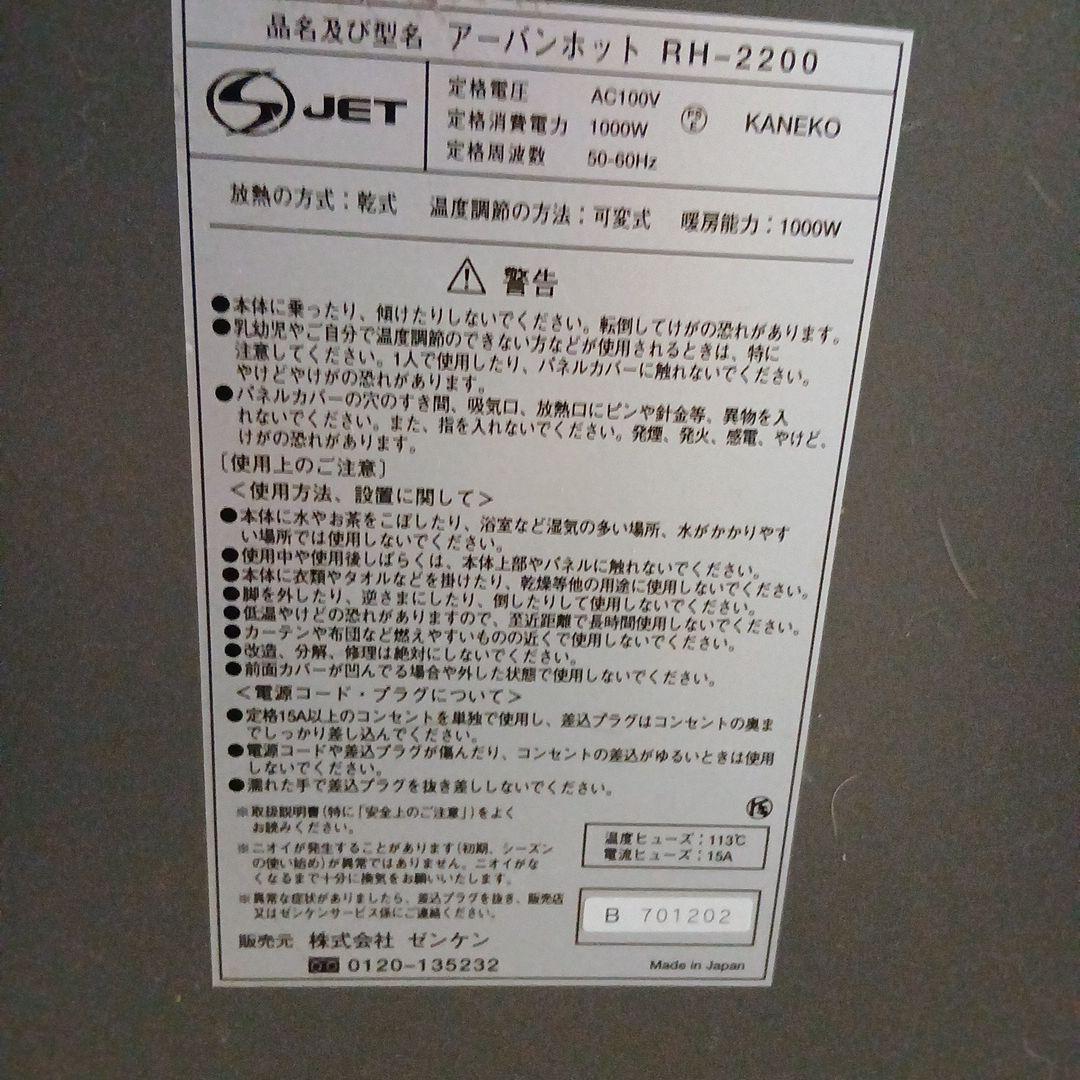 品名及び型名 アーバンホット RH-2200
JET
定格電圧 AC100V
定格消費電力 1000W
定格周波数 50-60Hz
KANEKO
放熱の方式：乾式 温度調節の方法：可変式 暖房能力：1000W
警告
●本体に乗ったり、傾けたりしないでください。転倒してけがの恐れがあります。
●乳幼児やご自分で温度調節のできない方などが使用されるときは、特に
注意してください。1人で使用したり、パネルカバーに触れないでください。
やけどやけがの恐れがあります。
●パネルカバーの穴のすき間、吸気口、放熱口にピンや針金等、異物を入
れないでください。また、指を入れないでください。発煙、発火、感電、やけど、
けがの恐れがあります。
［使用上のご注意］
＜使用方法、設置に関して＞
●本体に水やお茶をこぼしたり、浴室など湿気の多い場所、水がかかりやす
い場所では使用しないでください。
●使用中や使用後しばらくは、本体上部やパネルに触れないでください。
●本体に衣類やタオルなどを掛けたり、乾燥等他の用途に使用しないでください。
●脚を外したり、逆さまにしたり、倒したりして使用しないでください。
●低温やけどの恐れがありますので、至近距離で長時間使用しないでください。
●カーテンや布団など燃えやすいものの近くで使用しないでください。
●改造、分解、修理は絶対にしないでください。
●前面カバーが凹んでる場合や外した状態で使用しないでください。
＜電源コード・プラグについて＞
●定格15A以上のコンセントを単独で使用し、差込プラグはコンセントの奥ま
でしっかり差し込んでください。
●電源コードや差込プラグが傷んだり、コンセントの差込がゆるいときは使用
しないでください。
●濡れた手で差込プラグを抜き差ししないでください。
※取扱説明書(特に「安全上のご注意」)をよく
お読みください。
※ニオイが発生することがあります(初期、シーズン
の使い始め)が異常ではありません。ニオイがな
くなるまで十分に換気をお願いいたします。
※異常な症状がありましたら、差込プラグを抜き、販売店
又はゼンケンサービス係にご連絡ください。
温度ヒューズ：113℃
電流ヒューズ：15A
B 701202
販売元 株式会社 ゼンケン
0120-135232
Made in Japan